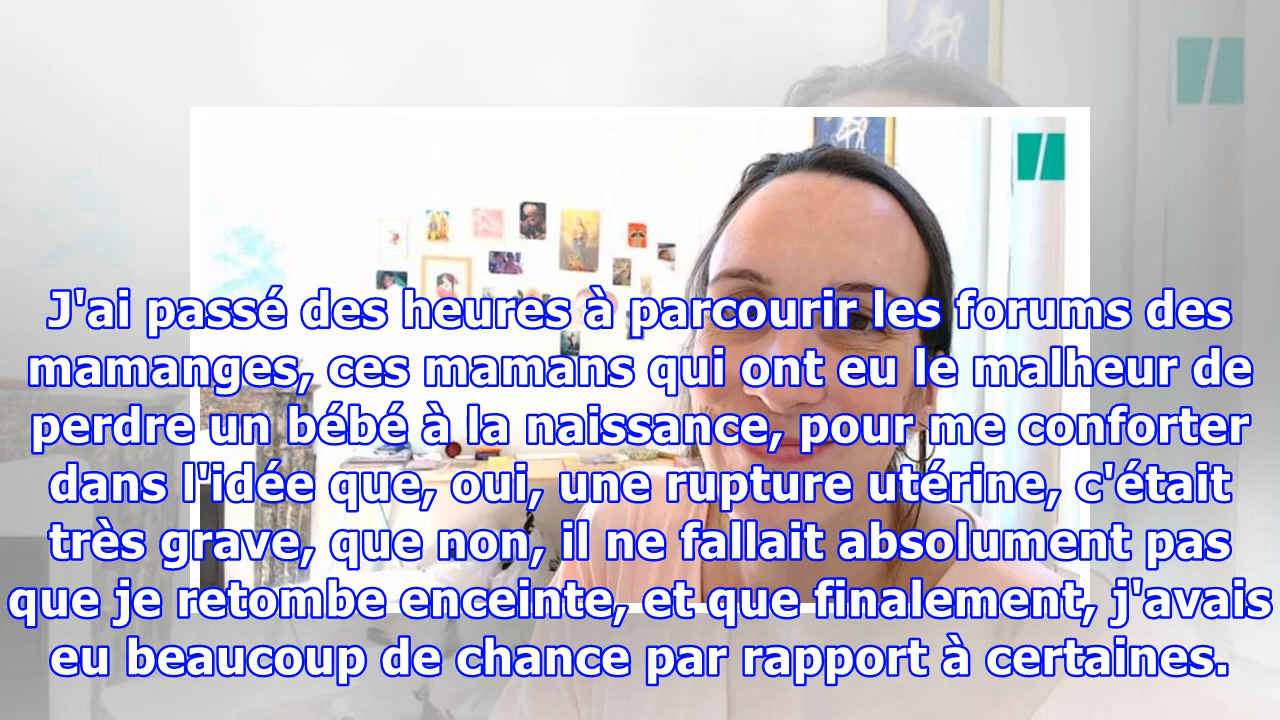 J'ai passé des heures à parcourir les forums des
mamanges, ces mamans qui ont eu le malheur de
perdre un bébé à la naissance, pour me conforter
dans l'idée que, oui, une rupture utérine, c'était
très grave, que non, il ne fallait absolument pas
que je retombe enceinte, et que finalement, j'avais
eu beaucoup de chance par rapport à certaines.